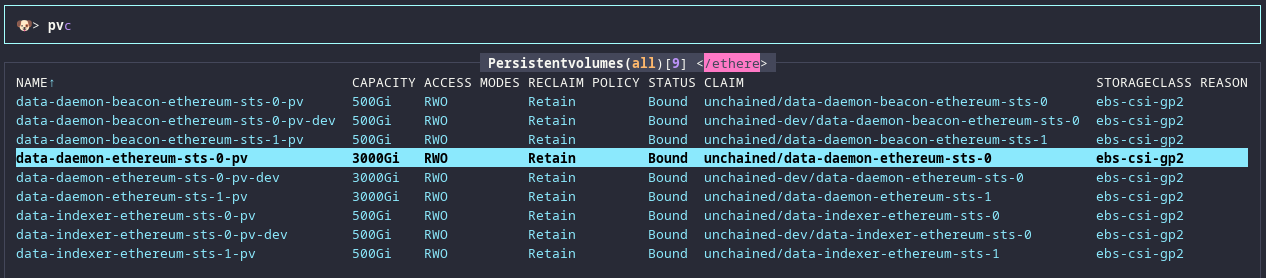 🐶> pvc
Persistentvolumes(all)[9] </ethere>
NAME↑ CAPACITY ACCESS MODES RECLAIM POLICY STATUS CLAIM STORAGECLASS REASON
data-daemon-beacon-ethereum-sts-0-pv 500Gi RWO Retain Bound unchained/data-daemon-beacon-ethereum-sts-0 ebs-csi-gp2
data-daemon-beacon-ethereum-sts-0-pv-dev 500Gi RWO Retain Bound unchained-dev/data-daemon-beacon-ethereum-sts-0 ebs-csi-gp2
data-daemon-beacon-ethereum-sts-1-pv 500Gi RWO Retain Bound unchained/data-daemon-beacon-ethereum-sts-1 ebs-csi-gp2
data-daemon-ethereum-sts-0-pv 3000Gi RWO Retain Bound unchained/data-daemon-ethereum-sts-0 ebs-csi-gp2
data-daemon-ethereum-sts-0-pv-dev 3000Gi RWO Retain Bound unchained-dev/data-daemon-ethereum-sts-0 ebs-csi-gp2
data-daemon-ethereum-sts-1-pv 3000Gi RWO Retain Bound unchained/data-daemon-ethereum-sts-1 ebs-csi-gp2
data-indexer-ethereum-sts-0-pv 500Gi RWO Retain Bound unchained/data-indexer-ethereum-sts-0 ebs-csi-gp2
data-indexer-ethereum-sts-0-pv-dev 500Gi RWO Retain Bound unchained-dev/data-indexer-ethereum-sts-0 ebs-csi-gp2
data-indexer-ethereum-sts-1-pv 500Gi RWO Retain Bound unchained/data-indexer-ethereum-sts-1 ebs-csi-gp2